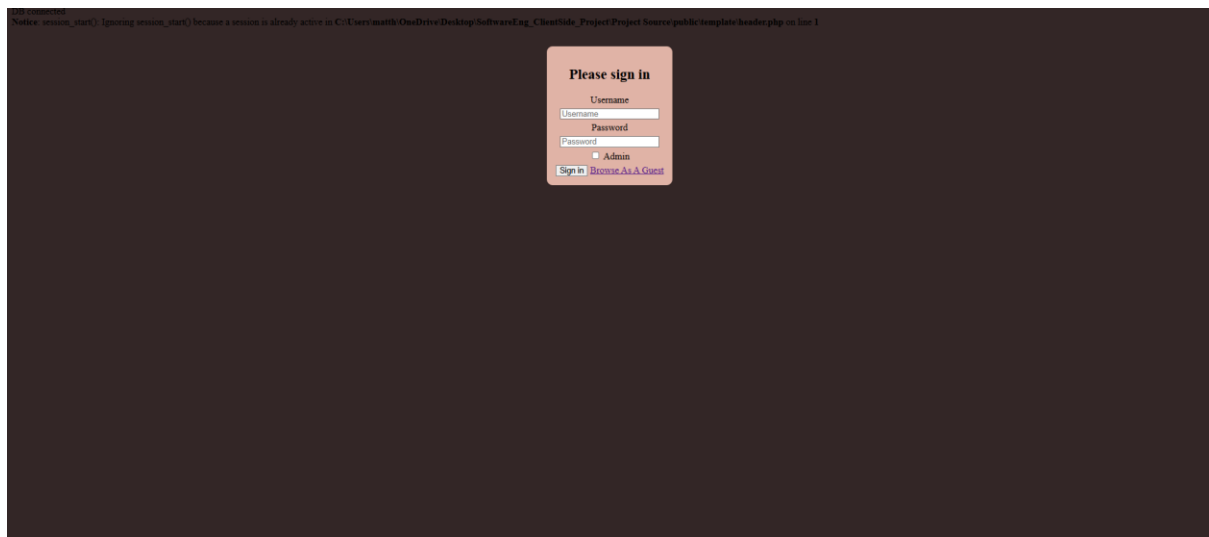 DB connected
Notice: session_start(): Ignoring session_start() because a session is already active in C:\Users\matth\OneDrive\Desktop\SoftwareEng_ClientSide_Project\Project Source\public\template\header.php on line 1
Please sign in
Username
Username
Password
Password
Admin
Sign in Browse As A Guest